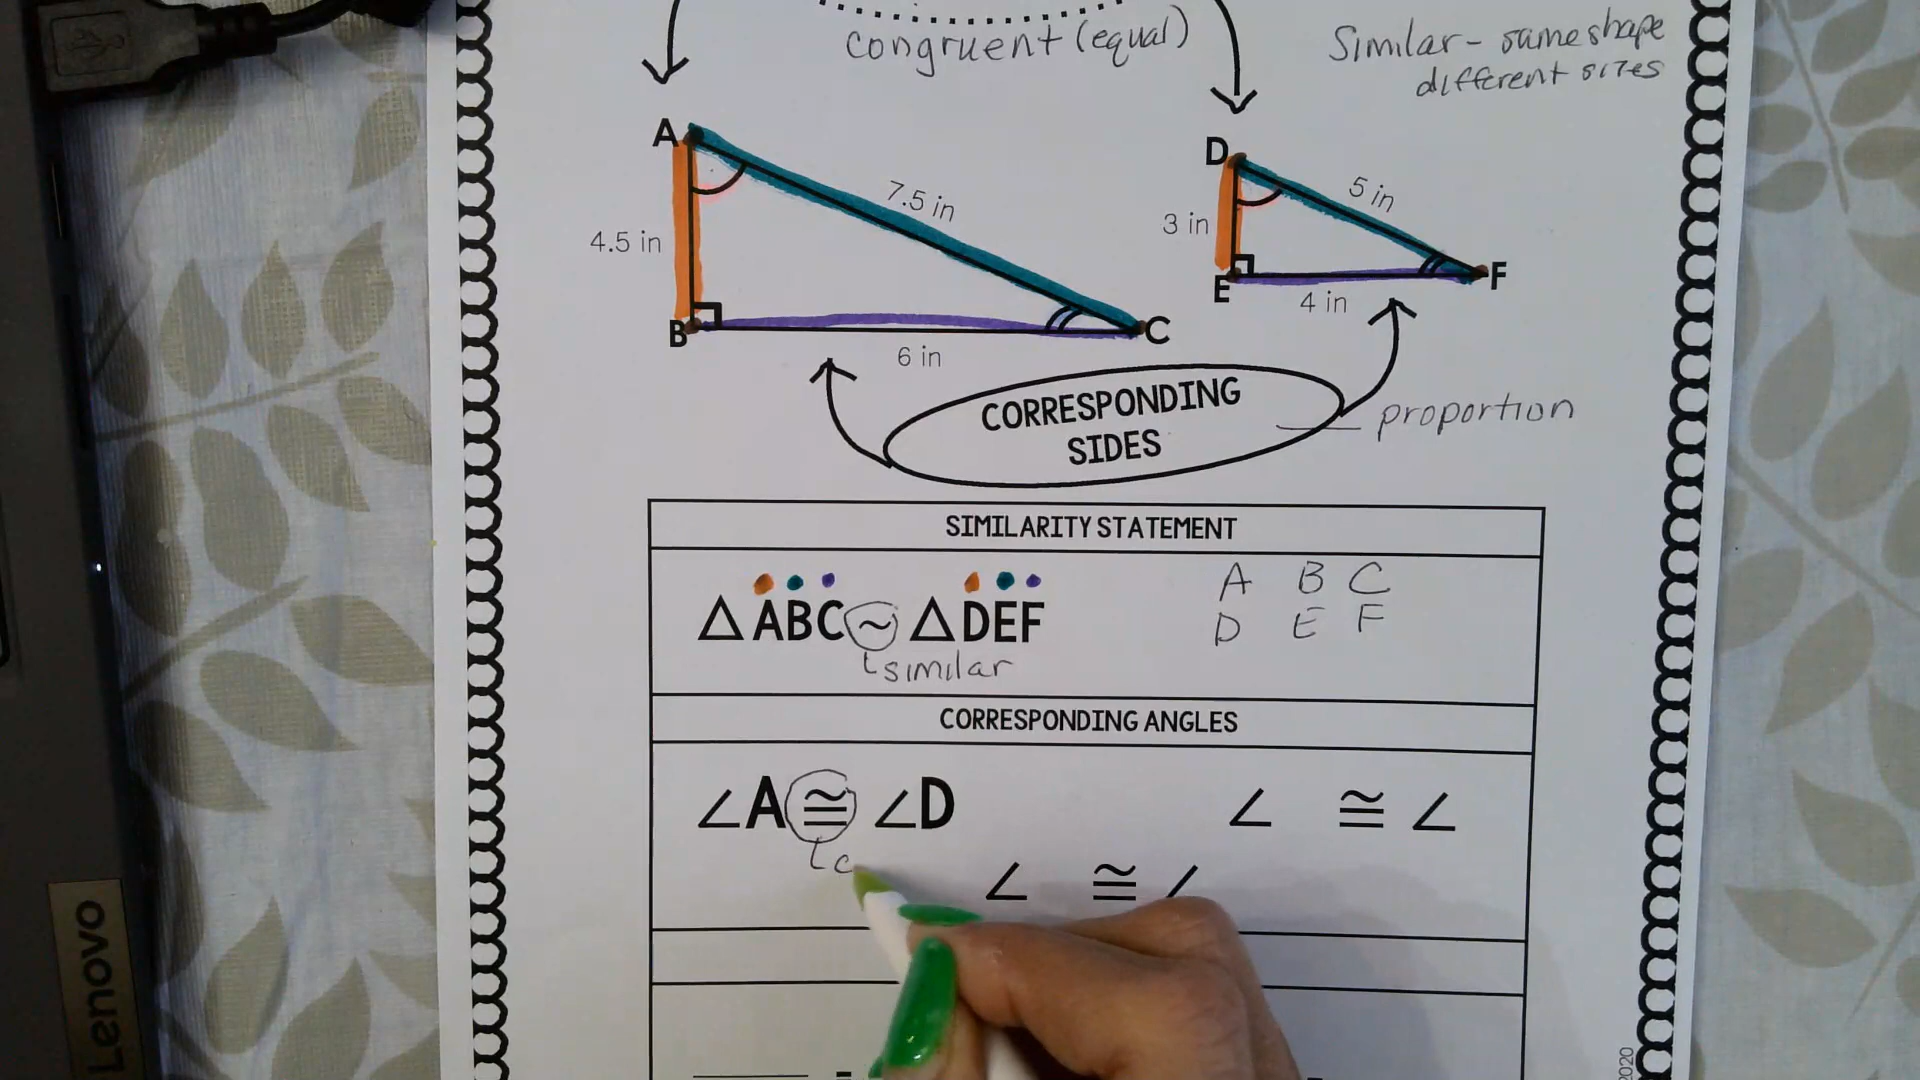 congruent (equal)
Similar - same shape
different sizes
A
D
7.5 in
5 in
4.5 in
3 in
E
F
4 in
B
C
6 in
CORRESPONDING
SIDES
proportion
SIMILARITY STATEMENT
A B C
△ABC ~ △DEF
D E F
similar
CORRESPONDING ANGLES
∠A ≅ ∠D
∠ ≅ ∠
c
∠ ≅ ∠
Lenovo
2020